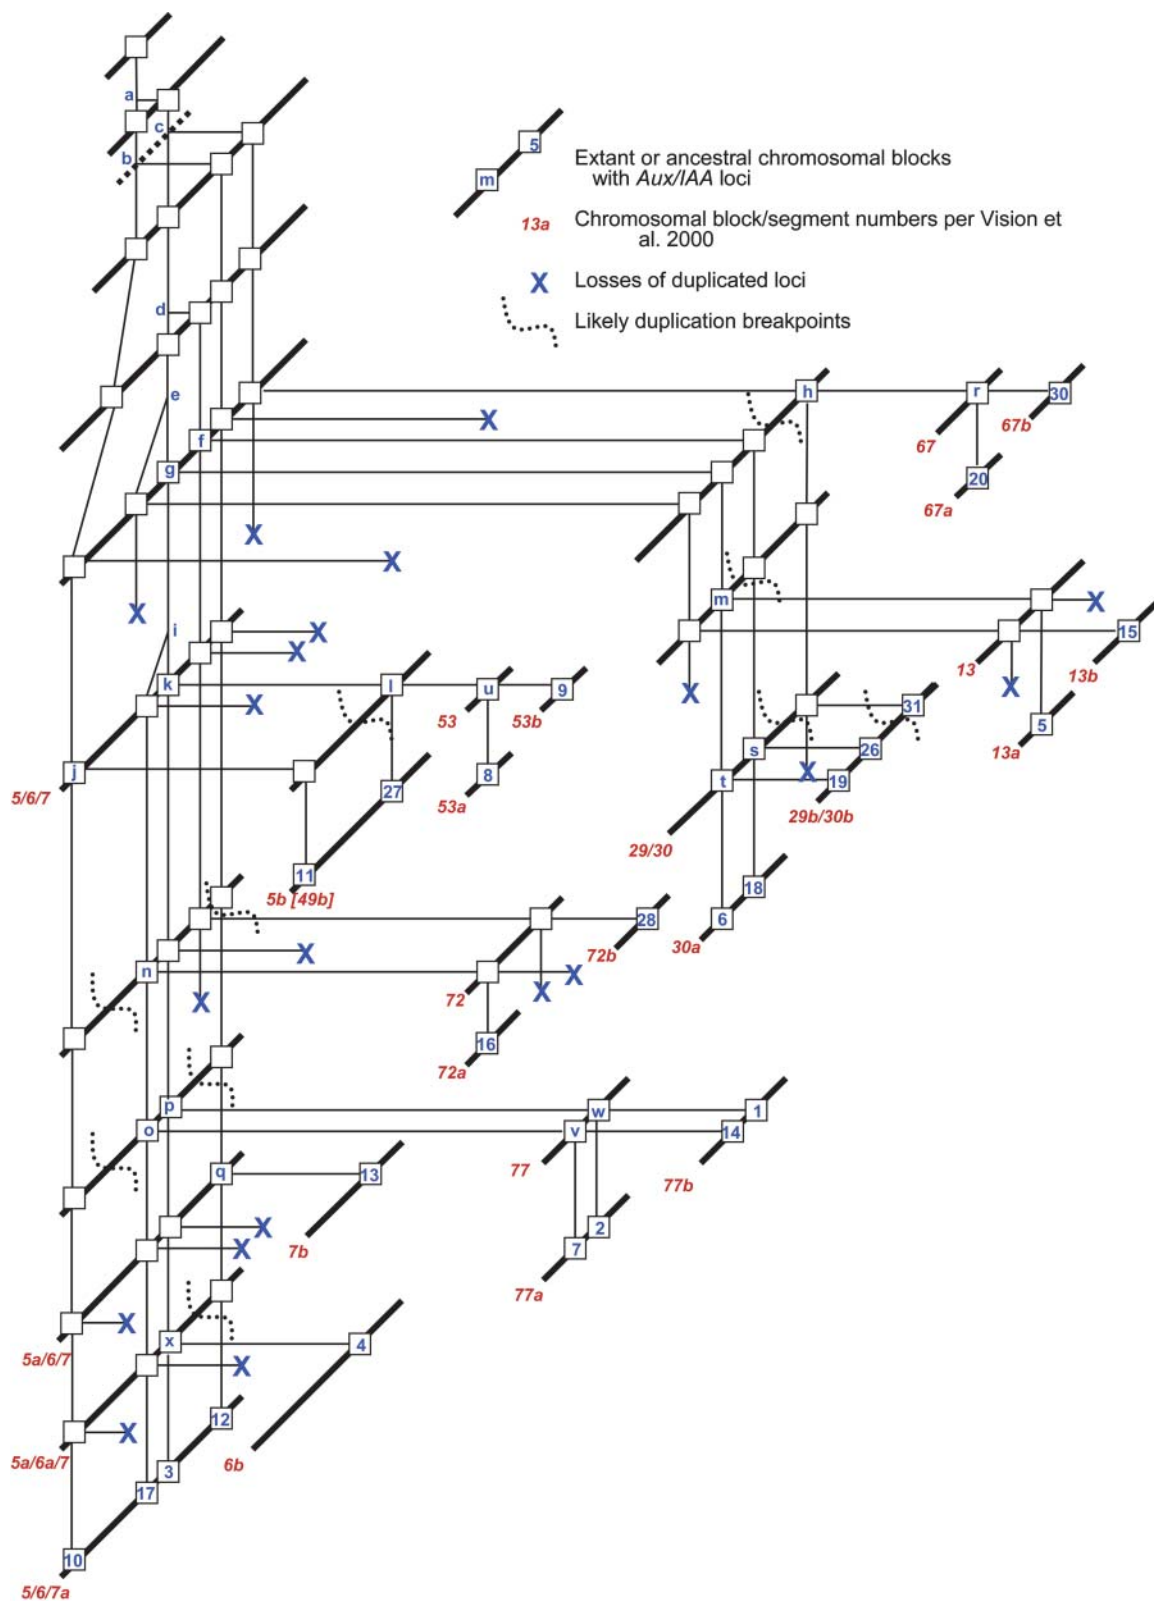 a
c
b
5
Extant or ancestral chromosomal blocks
with Aux/IAA loci
m
13a
Chromosomal block/segment numbers per Vision et
al. 2000
X
Losses of duplicated loci
Likely duplication breakpoints
d
e
h
r
30
X
67b
67
f
g
20
67a
X
X
X
m
X
i
X
15
X
13
13b
k
l
u
9
X
X
X
53
53b
31
5
13a
s
26
j
27
8
X
t
19
5/6/7
53a
29b/30b
29/30
11
5b [49b]
18
28
6
72b
30a
X
n
X
72
X
X
16
72a
p
w
1
o
v
14
77
77b
q
13
X
2
7b
X
7
77a
X
x
4
5a/6/7
X
12
X
5a/6a/7
6b
3
17
10
5/6/7a